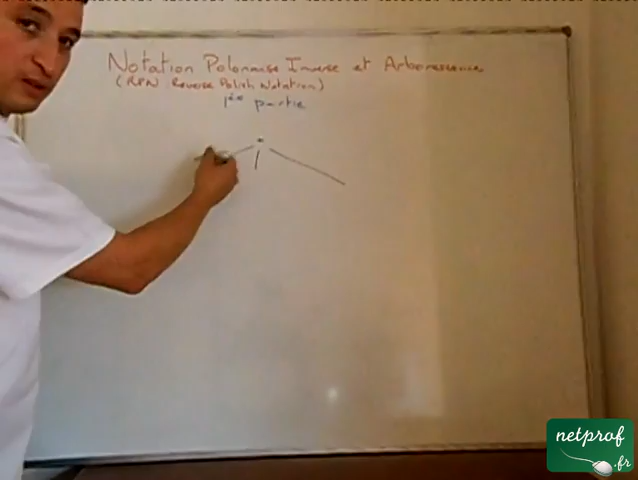 Notation Polonaise Inverse et Arborescence
(RPN Reverse Polish Notation)
1ère partie
netprof
.fr